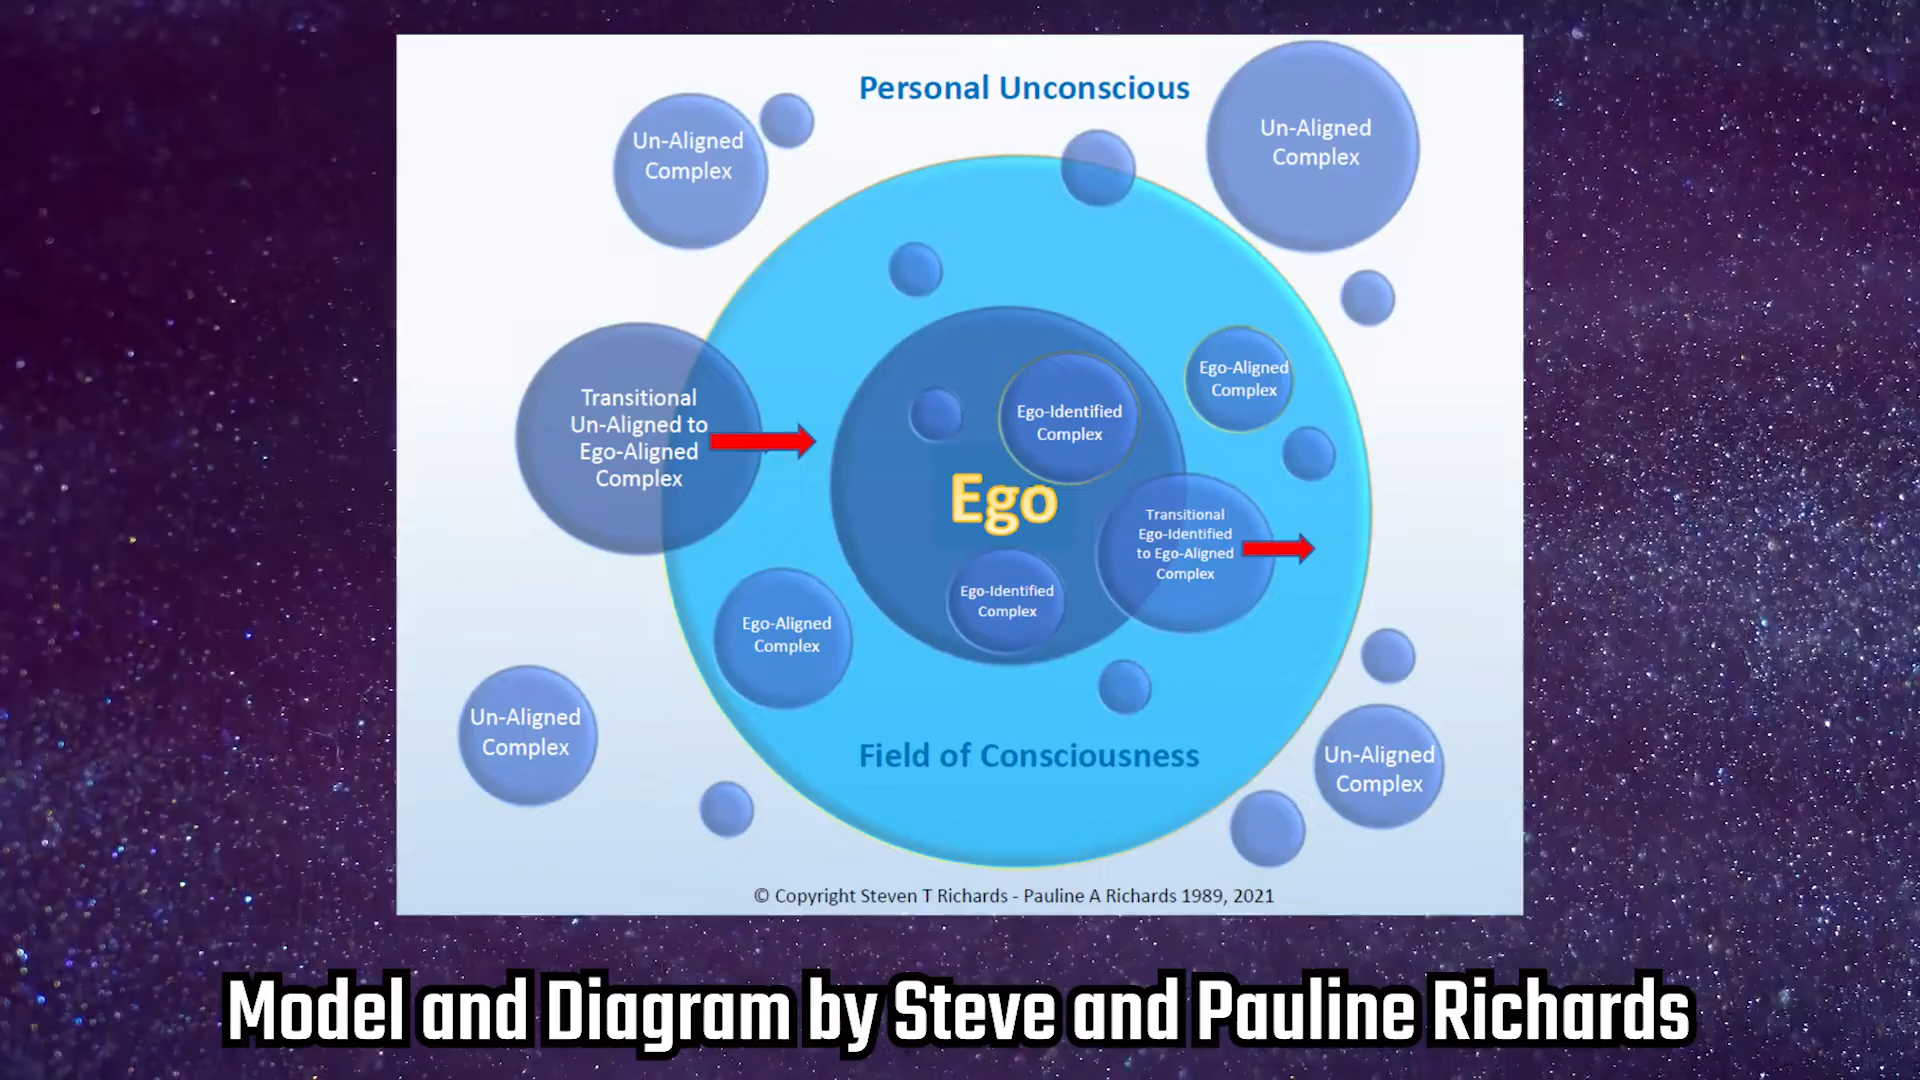 Personal Unconscious
Un-Aligned
Complex
Un-Aligned
Complex
Transitional
Un-Aligned to
Ego-Aligned
Complex
Ego-Identified
Complex
Ego-Aligned
Complex
Ego
Transitional
Ego-Identified
to Ego-Aligned
Complex
Ego-Identified
Complex
Ego-Aligned
Complex
Un-Aligned
Complex
Field of Consciousness
Un-Aligned
Complex
© Copyright Steven T Richards - Pauline A Richards 1989, 2021
Model and Diagram by Steve and Pauline Richards